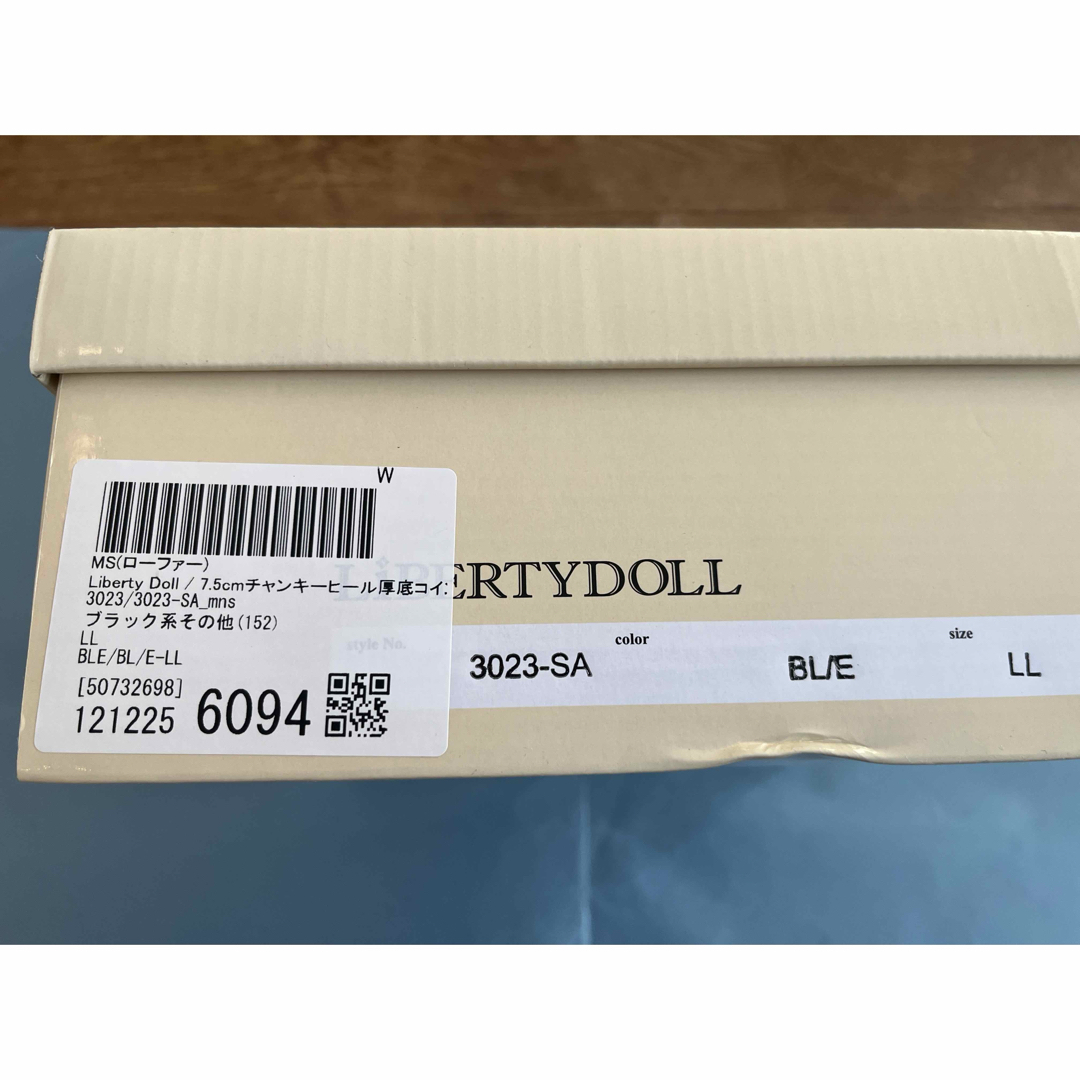 W
MS(ローファー)
Liberty Doll / 7.5cmチャンキーヒール厚底コイ:
3023/3023-SA_mns
ブラック系その他(152)
LL
BLE/BL/E-LL
[50732698]
121225 6094
LiBERTYDOLL
style No. color size
3023-SA BL/E LL